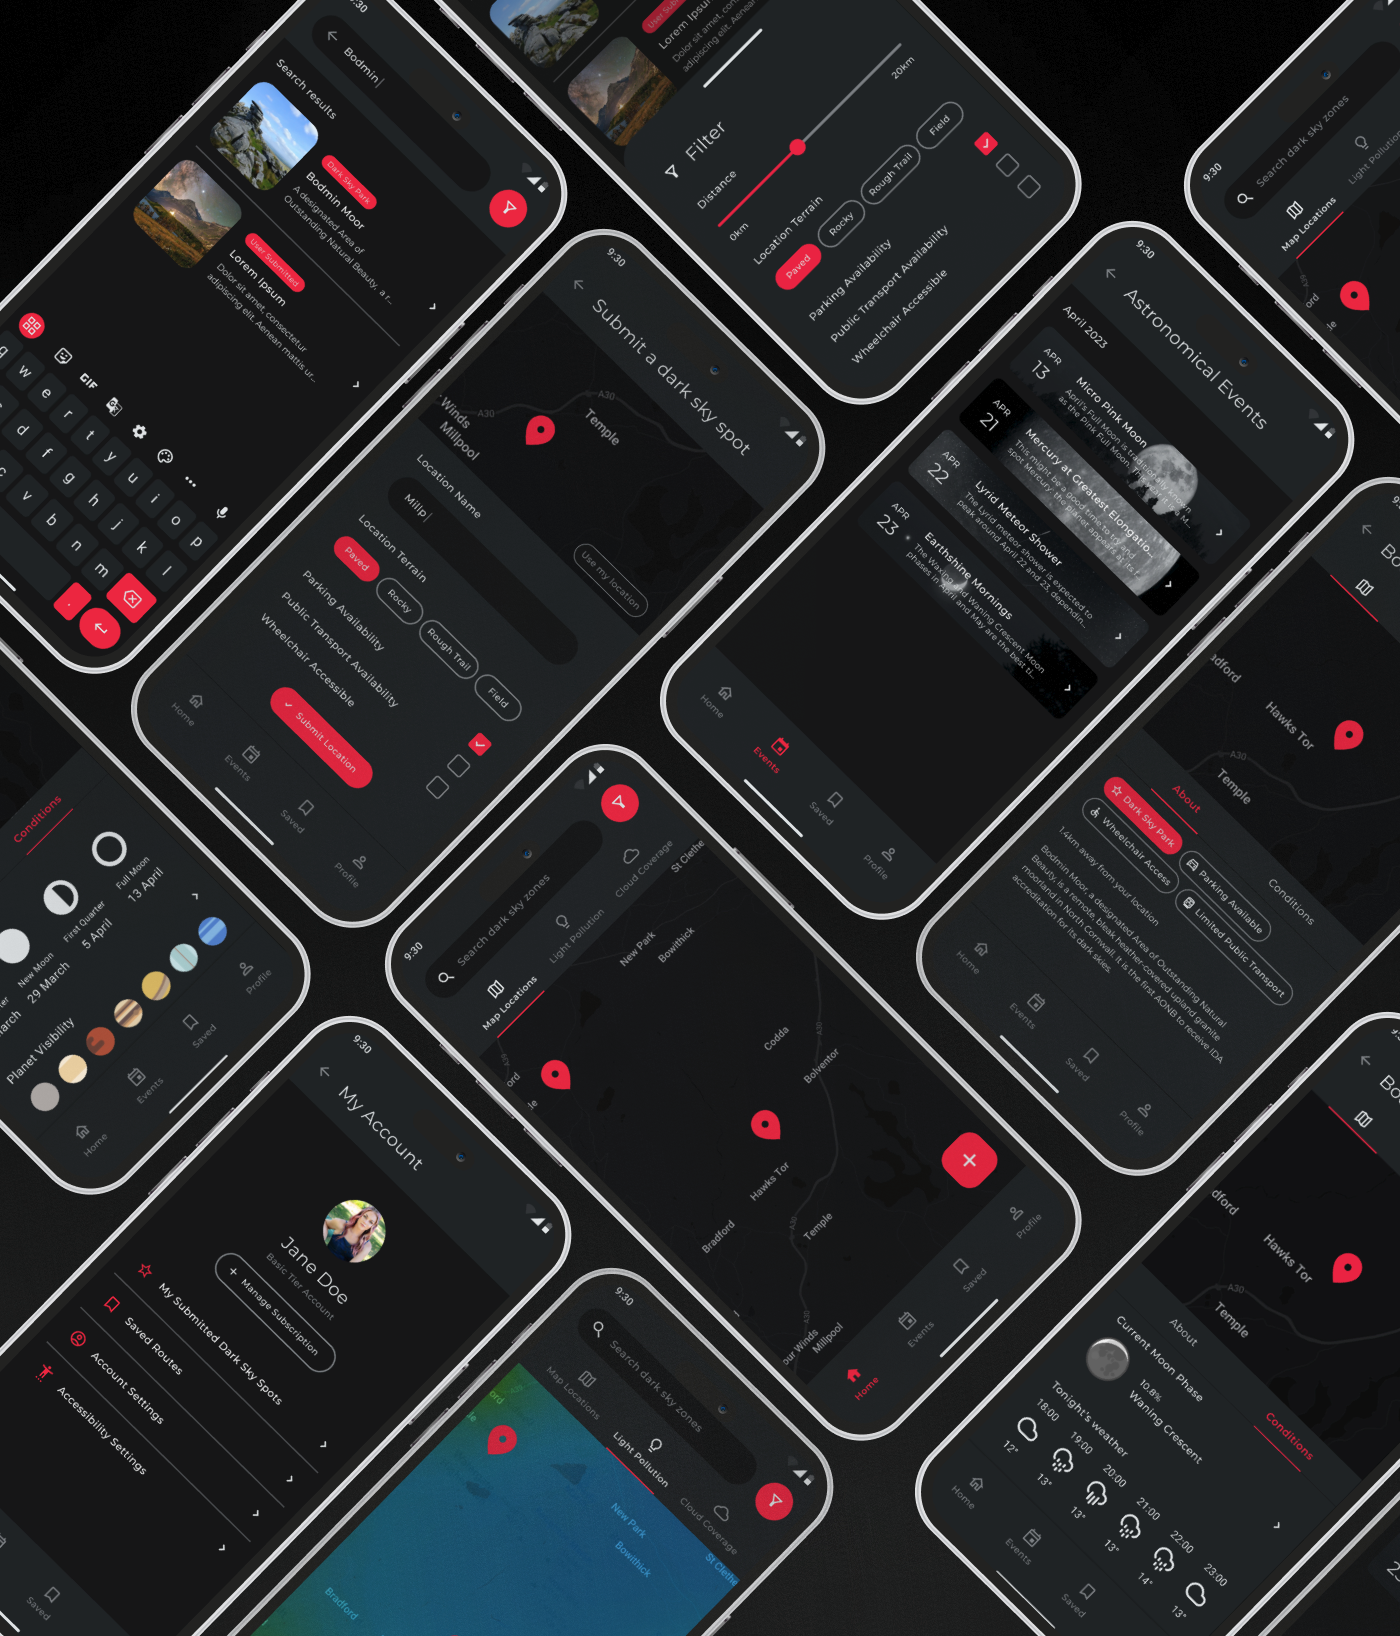 9:30
Bodmin
Search results
Dark Sky Park
Bodmin Moor
A designated Area of
Outstanding Natural Beauty, a r...
User Submitted
Lorem Ipsum
Dolor sit amet, consectetur
adipiscing elit. Aenean mattis ur...
GIF
q w e r t y u i o p
d f g h j k l
c v b n m
.
User Submitted
Lorem Ipsum
Dolor sit amet, cons
adipiscing elit. Aenean
Filter
Distance
0km
20km
Location Terrain
Paved
Rocky
Rough Trail
Field
Parking Availability
Public Transport Availability
Wheelchair Accessible
9:30
Search dark sky zones
Map Locations
Light Pollution
ord
le
9:30
Submit a dark sky spot
A30
A30
Winds
Millpool
Temple
Use my location
Location Name
Millp
Location Terrain
Paved
Rocky
Rough Trail
Field
Parking Availability
Public Transport Availability
Wheelchair Accessible
Submit Location
Home
Events
Saved
Profile
9:30
Astronomical Events
April 2023
APR
13
Micro Pink Moon
April's Full Moon is traditionally known
as the Pink Full Moon.
APR
21
Mercury at Greatest Elongatio...
This might be a good time to try and
spot Mercury: the planet appears at its f...
APR
22
Lyrid Meteor Shower
The Lyrid meteor shower is expected to
peak around April 22 and 23, dependin...
APR
23
Earthshine Mornings
The Waxing and Waning Crescent Moon
phases in April and May are the best ti...
Home
Events
Saved
Profile
Bo
adford
Hawks Tor
A30
Temple
About
Conditions
Dark Sky Park
Parking Available
Wheelchair Access
Limited Public Transport
1.4km away from your location
Bodmin Moor, a designated Area of Outstanding Natural
Beauty, is a remote, bleak heather-covered upland granite
moorland in North Cornwall. It is the first AONB to receive IDA
accreditation for its dark skies.
Home
Events
Saved
Profile
Conditions
New Moon
29 March
First Quarter
5 April
Full Moon
13 April
arch
Planet Visibility
Home
Events
Saved
Profile
9:30
Search dark sky zones
Map Locations
Light Pollution
Cloud Coverage
St Clethe
New Park
Bowithick
ord
le
Codda
Bolventor
A30
Hawks Tor
Bradford
Temple
A30
A30
our Winds
Millpool
Home
Events
Saved
Profile
9:30
My Account
Jane Doe
Basic Tier Account
Manage Subscription
My Submitted Dark Sky Spots
Saved Routes
Account Settings
Accessibility Settings
Saved
9:30
Search dark sky zones
Map Locations
Light Pollution
Cloud Coverage
ord
le
New Park
Bowithick
St Clethe
Bradford
Bo
dford
Hawks Tor
A30
Temple
About
Conditions
Current Moon Phase
10.8%
Waning Crescent
Tonight's weather
18:00
19:00
20:00
21:00
22:00
23:00
12°
13°
13°
13°
14°
13°
Home
Events
Saved